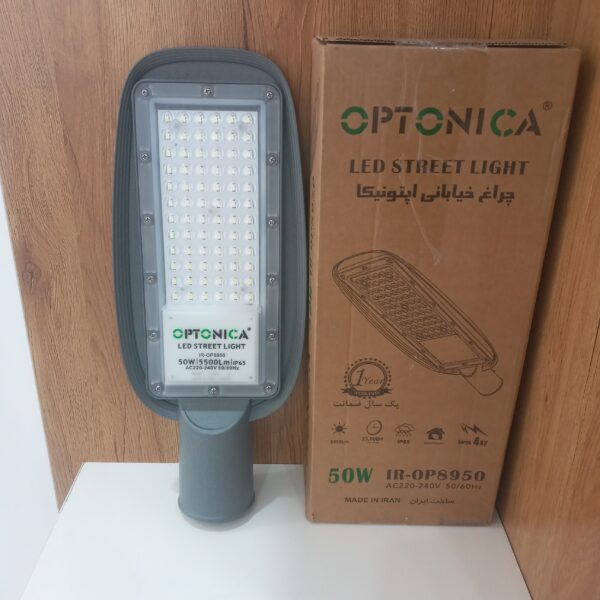 OPTONICA®
LED STREET LIGHT
IR-OP8950
50W|5500Lm|IP65
AC220-240V 50/60Hz
OPTONICA®
LED STREET LIGHT
چراغ خیابانی اپتونیکا
1 Year
یک سال ضمانت
IP65
50W IR-OP8950
AC220-240V 50/60Hz
MADE IN IRAN ساخت ایران